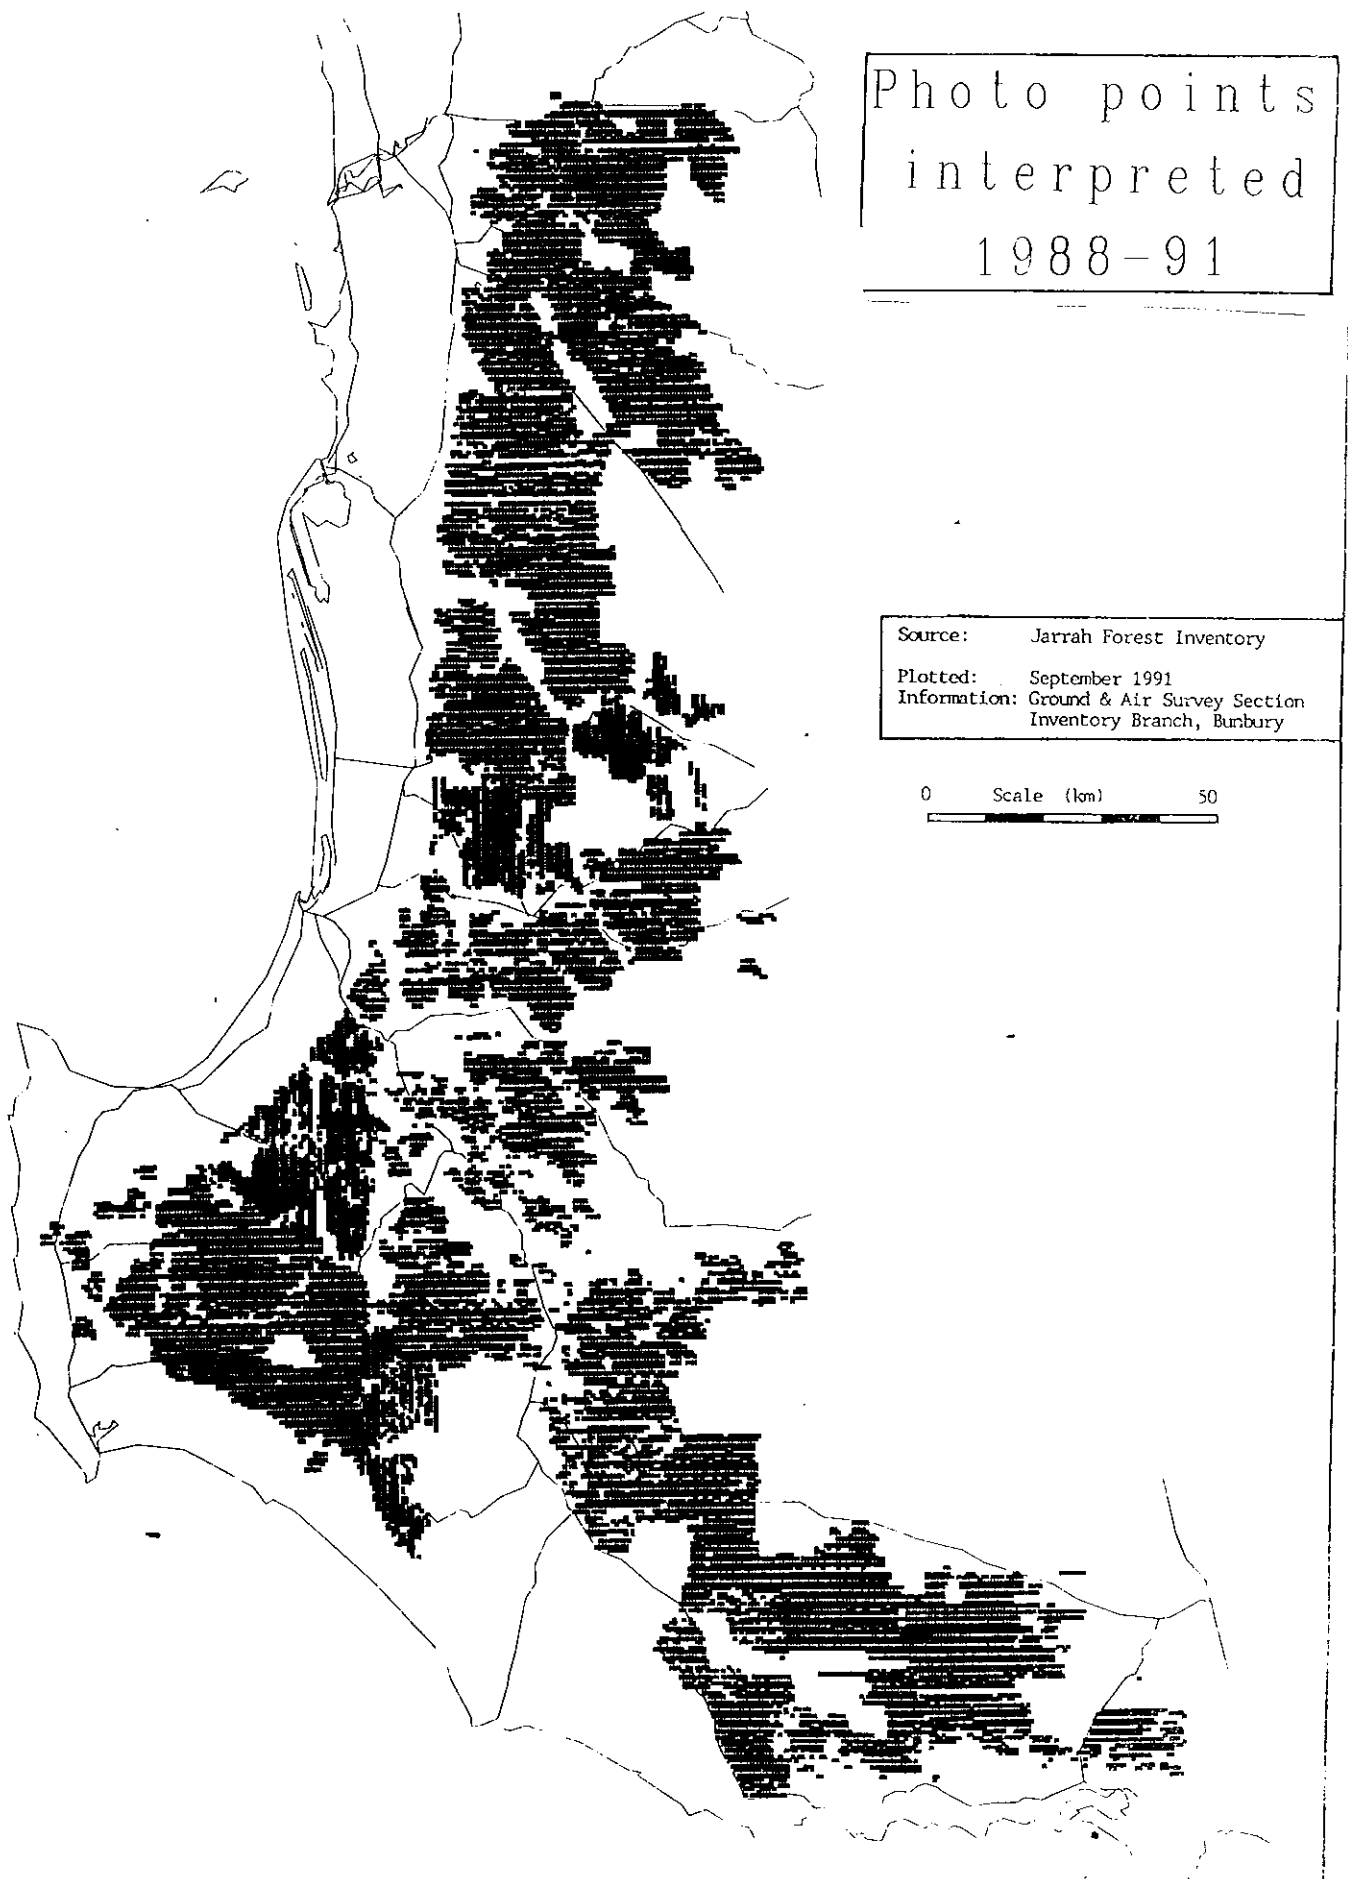 Photo points
interpreted
1988-91
Source: Jarrah Forest Inventory
Plotted: September 1991
Information: Ground & Air Survey Section
Inventory Branch, Bunbury
0 Scale (km) 50